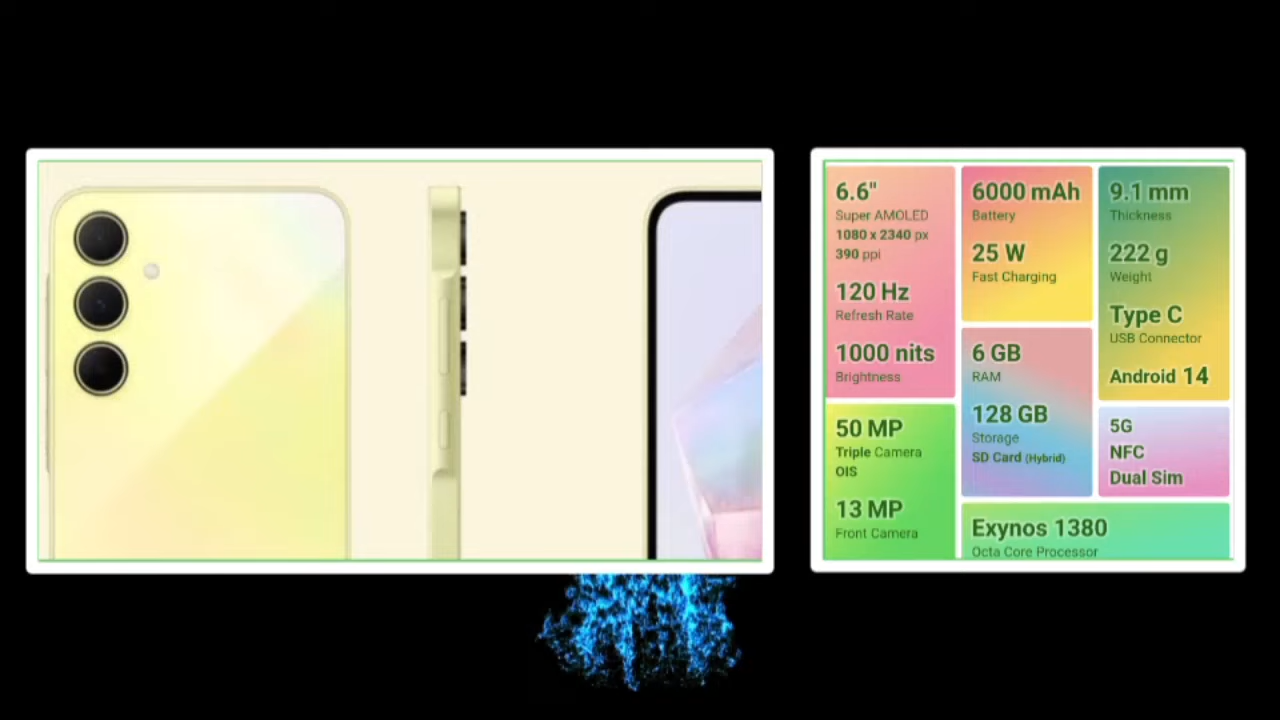 6.6"
Super AMOLED
1080 x 2340 px
390 ppi
120 Hz
Refresh Rate
1000 nits
Brightness
50 MP
Triple Camera
OIS
13 MP
Front Camera
6000 mAh
Battery
25 W
Fast Charging
6 GB
RAM
128 GB
Storage
SD Card (Hybrid)
9.1 mm
Thickness
222 g
Weight
Type C
USB Connector
Android 14
5G
NFC
Dual Sim
Exynos 1380
Octa Core Processor